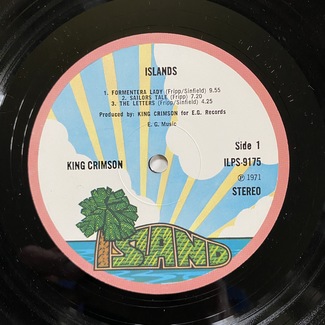 ISLANDS
1. FORMENTERA LADY (Fripp/Sinfield) 9.55
2. SAILORS TALE (Fripp) 7.20
3. THE LETTERS (Fripp/Sinfield) 4.25
Produced by: KING CRIMSON for E.G. Records
E. G. Music
KING CRIMSON
Side 1
ILPS-9175
℗ 1971
STEREO
ISLAND